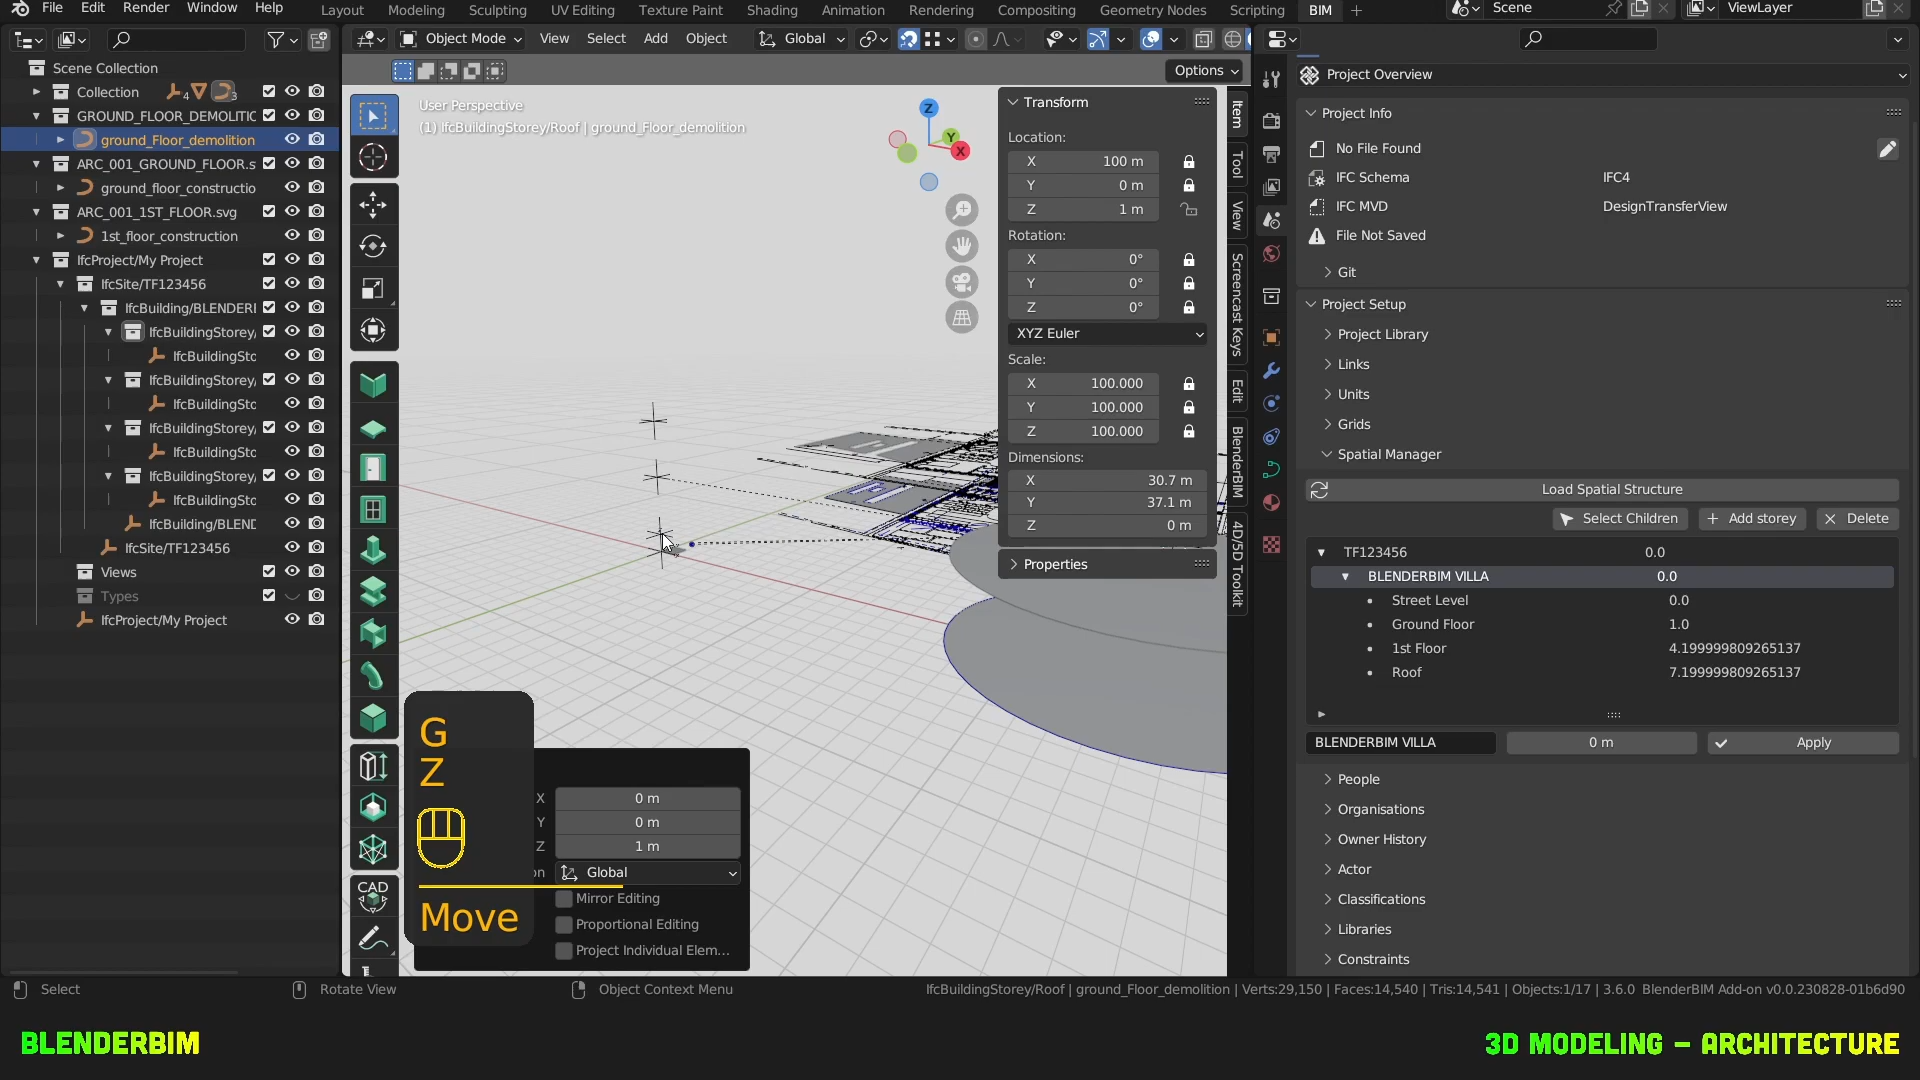 File Edit Render Window Help Layout Modeling Sculpting UV Editing Texture Paint Shading Animation Rendering Compositing Geometry Nodes Scripting BIM + Scene ViewLayer
Object Mode View Select Add Object Global
Options
Scene Collection
Collection 4 3
GROUND_FLOOR_DEMOLITIC
ground_Floor_demolition
ARC_001_GROUND_FLOOR.s
ground_floor_constructio
ARC_001_1ST_FLOOR.svg
1st_floor_construction
IfcProject/My Project
IfcSite/TF123456
IfcBuilding/BLENDERI
IfcBuildingStorey/
IfcBuildingSto
IfcBuildingStorey/
IfcBuildingSto
IfcBuildingStorey/
IfcBuildingSto
IfcBuildingStorey/
IfcBuildingSto
IfcBuilding/BLEND
IfcSite/TF123456
Views
Types
IfcProject/My Project
User Perspective
(1) IfcBuildingStorey/Roof | ground_Floor_demolition
Z
Y
X
CAD
Transform
Location:
X 100 m
Y 0 m
Z 1 m
Rotation:
X 0°
Y 0°
Z 0°
XYZ Euler
Scale:
X 100.000
Y 100.000
Z 100.000
Dimensions:
X 30.7 m
Y 37.1 m
Z 0 m
Properties
Item
Tool
View
Screencast Keys
Edit
BlenderBIM
4D/5D Toolkit
G
Z
Move
X 0 m
Y 0 m
Z 1 m
on Global
Mirror Editing
Proportional Editing
Project Individual Elem...
Project Overview
Project Info
No File Found
IFC Schema IFC4
IFC MVD DesignTransferView
File Not Saved
Git
Project Setup
Project Library
Links
Units
Grids
Spatial Manager
Load Spatial Structure
Select Children + Add storey Delete
TF123456 0.0
BLENDERBIM VILLA 0.0
Street Level 0.0
Ground Floor 1.0
1st Floor 4.199999809265137
Roof 7.199999809265137
BLENDERBIM VILLA 0 m Apply
People
Organisations
Owner History
Actor
Classifications
Libraries
Constraints
Select Rotate View Object Context Menu IfcBuildingStorey/Roof | ground_Floor_demolition | Verts:29,150 | Faces:14,540 | Tris:14,541 | Objects:1/17 | 3.6.0 BlenderBIM Add-on v0.0.230828-01b6d90
BLENDERBIM 3D MODELING - ARCHITECTURE